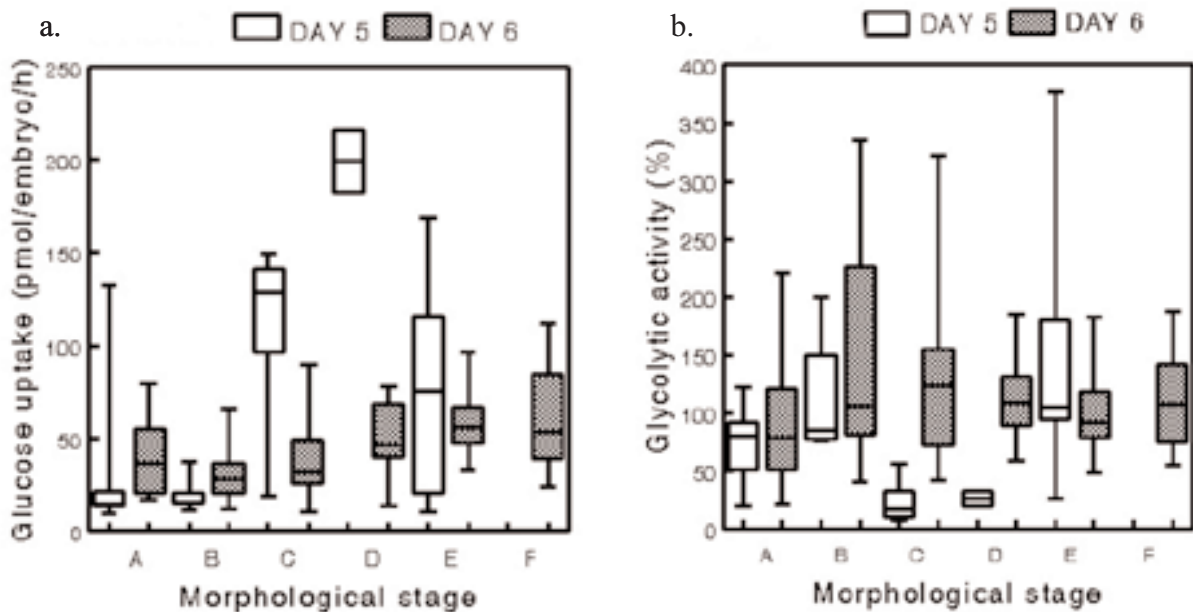 a.
DAY 5 DAY 6
Glucose uptake (pmol/embryo/h)
250
200
150
100
50
0
A B C D E F
Morphological stage
b.
DAY 5 DAY 6
Glycolytic activity (%)
400
350
300
250
200
150
100
50
0
A B C D E F
Morphological stage